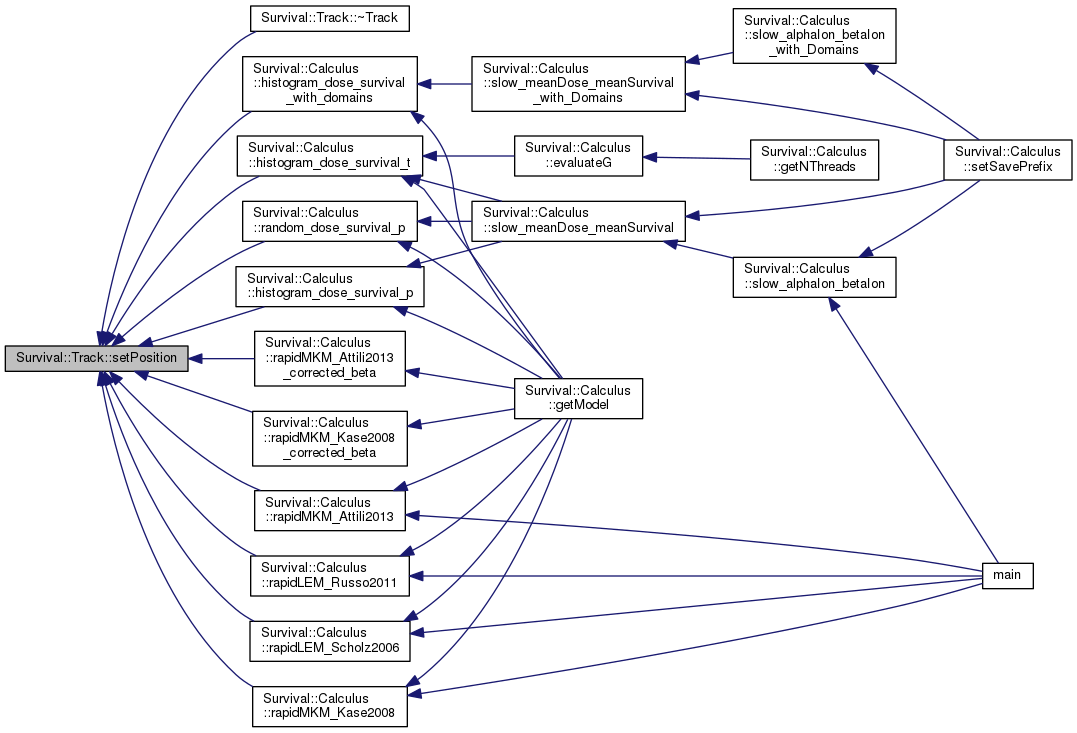 Survival::Track::~Track
Survival::Calculus
::histogram_dose_survival
_with_domains
Survival::Calculus
::slow_meanDose_meanSurvival
_with_Domains
Survival::Calculus
::slow_alphaIon_betaIon
_with_Domains
Survival::Calculus
::histogram_dose_survival_t
Survival::Calculus
::evaluateG
Survival::Calculus
::getNThreads
Survival::Calculus
::setSavePrefix
Survival::Calculus
::random_dose_survival_p
Survival::Calculus
::slow_meanDose_meanSurvival
Survival::Calculus
::slow_alphaIon_betaIon
Survival::Calculus
::histogram_dose_survival_p
Survival::Track::setPosition
Survival::Calculus
::rapidMKM_Attili2013
_corrected_beta
Survival::Calculus
::getModel
Survival::Calculus
::rapidMKM_Kase2008
_corrected_beta
Survival::Calculus
::rapidMKM_Attili2013
Survival::Calculus
::rapidLEM_Russo2011
main
Survival::Calculus
::rapidLEM_Scholz2006
Survival::Calculus
::rapidMKM_Kase2008